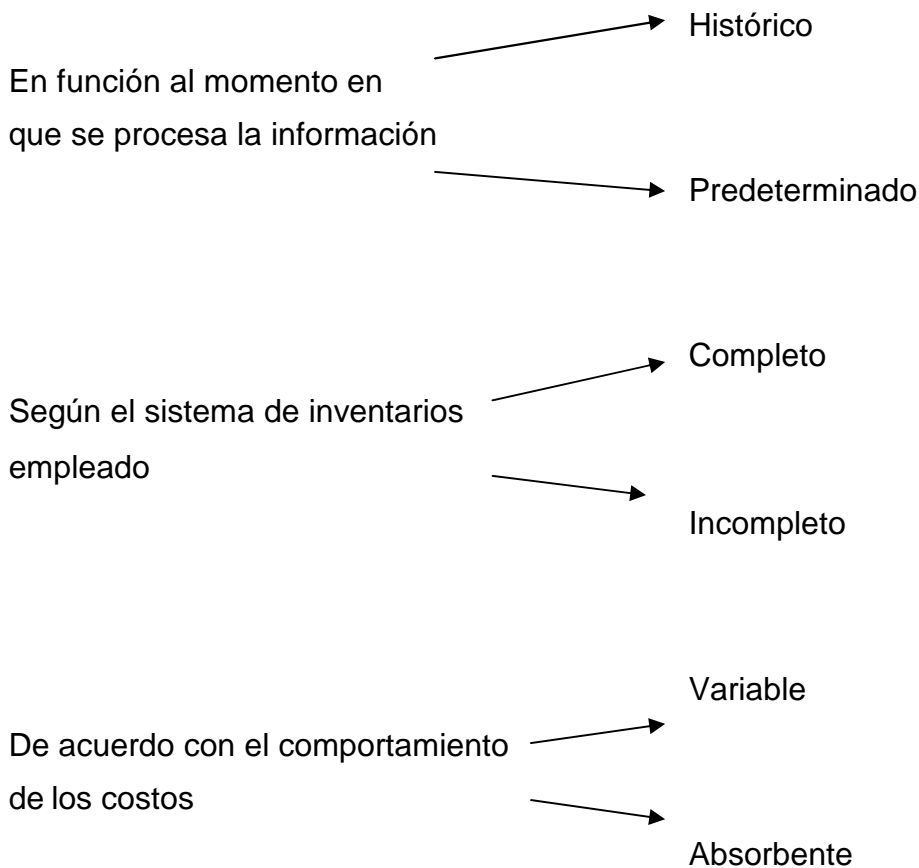 Histórico
En función al momento en
que se procesa la información
Predeterminado
Completo
Según el sistema de inventarios
empleado
Incompleto
Variable
De acuerdo con el comportamiento
de los costos
Absorbente